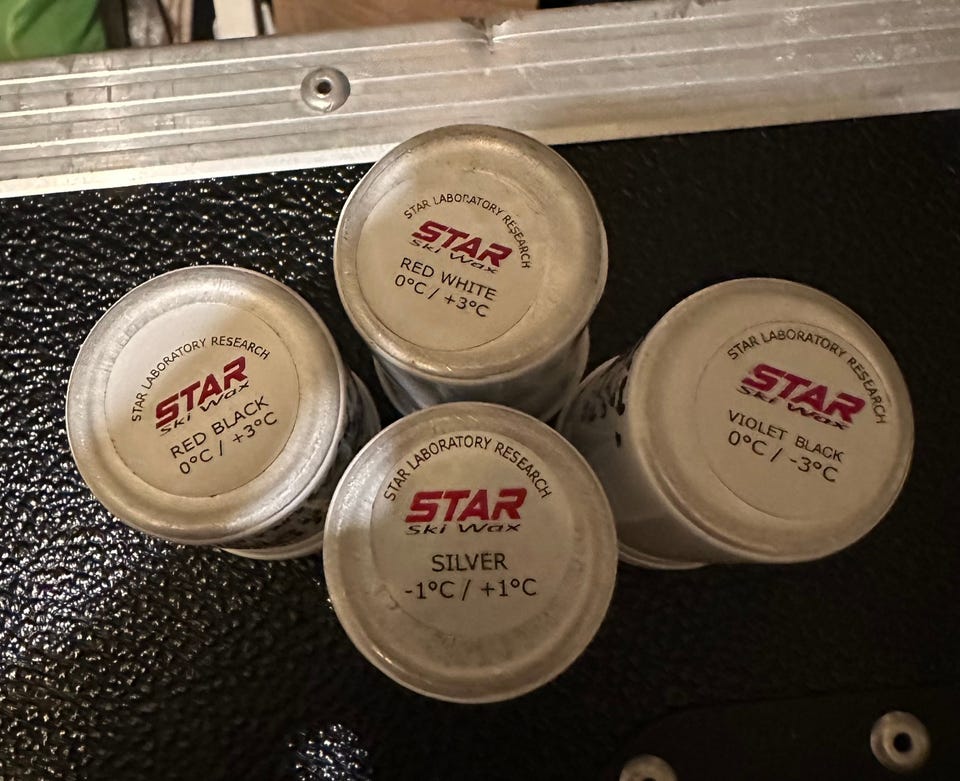 STAR LABORATORY RESEARCH
STAR
Ski Wax
RED WHITE
0°C / +3°C
STAR LABORATORY RESEARCH
STAR
Ski Wax
RED BLACK
0°C / +3°C
STAR LABORATORY RESEARCH
STAR
Ski Wax
VIOLET BLACK
0°C / -3°C
STAR LABORATORY RESEARCH
STAR
Ski Wax
SILVER
-1°C / +1°C